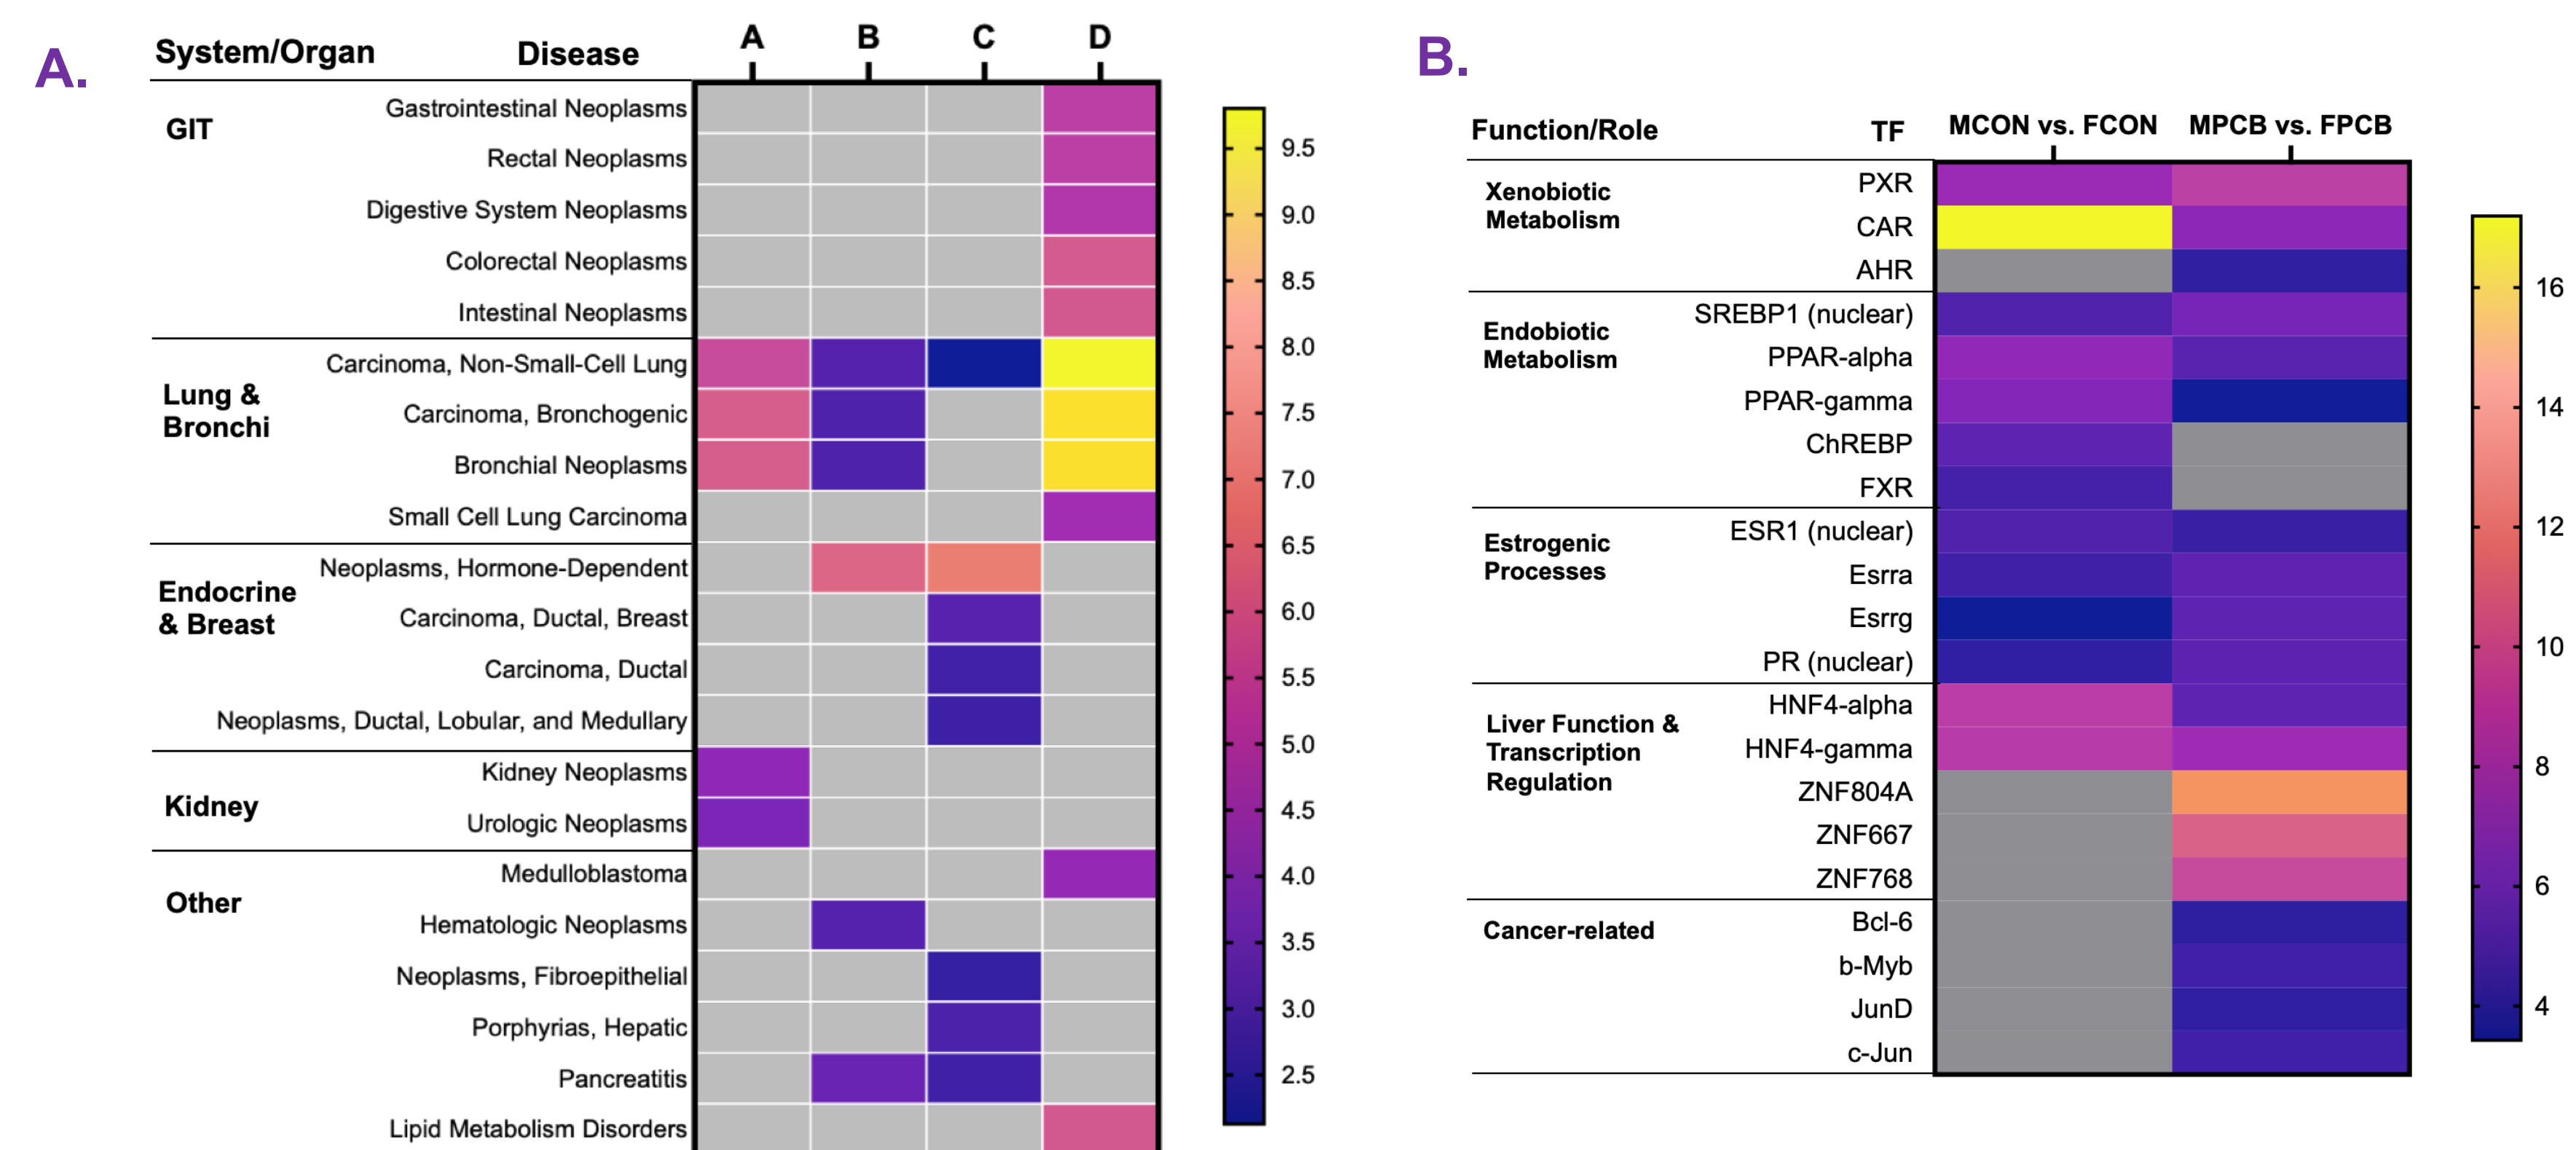 A.
System/Organ Disease A B C D
GIT
Gastrointestinal Neoplasms
Rectal Neoplasms
Digestive System Neoplasms
Colorectal Neoplasms
Intestinal Neoplasms
Lung &
Bronchi
Carcinoma, Non-Small-Cell Lung
Carcinoma, Bronchogenic
Bronchial Neoplasms
Small Cell Lung Carcinoma
Endocrine
& Breast
Neoplasms, Hormone-Dependent
Carcinoma, Ductal, Breast
Carcinoma, Ductal
Neoplasms, Ductal, Lobular, and Medullary
Kidney
Kidney Neoplasms
Urologic Neoplasms
Other
Medulloblastoma
Hematologic Neoplasms
Neoplasms, Fibroepithelial
Porphyrias, Hepatic
Pancreatitis
Lipid Metabolism Disorders
9.5
9.0
8.5
8.0
7.5
7.0
6.5
6.0
5.5
5.0
4.5
4.0
3.5
3.0
2.5
B.
Function/Role TF MCON vs. FCON MPCB vs. FPCB
Xenobiotic
Metabolism
PXR
CAR
AHR
Endobiotic
Metabolism
SREBP1 (nuclear)
PPAR-alpha
PPAR-gamma
ChREBP
FXR
Estrogenic
Processes
ESR1 (nuclear)
Esrra
Esrrg
PR (nuclear)
Liver Function &
Transcription
Regulation
HNF4-alpha
HNF4-gamma
ZNF804A
ZNF667
ZNF768
Cancer-related
Bcl-6
b-Myb
JunD
c-Jun
16
14
12
10
8
6
4